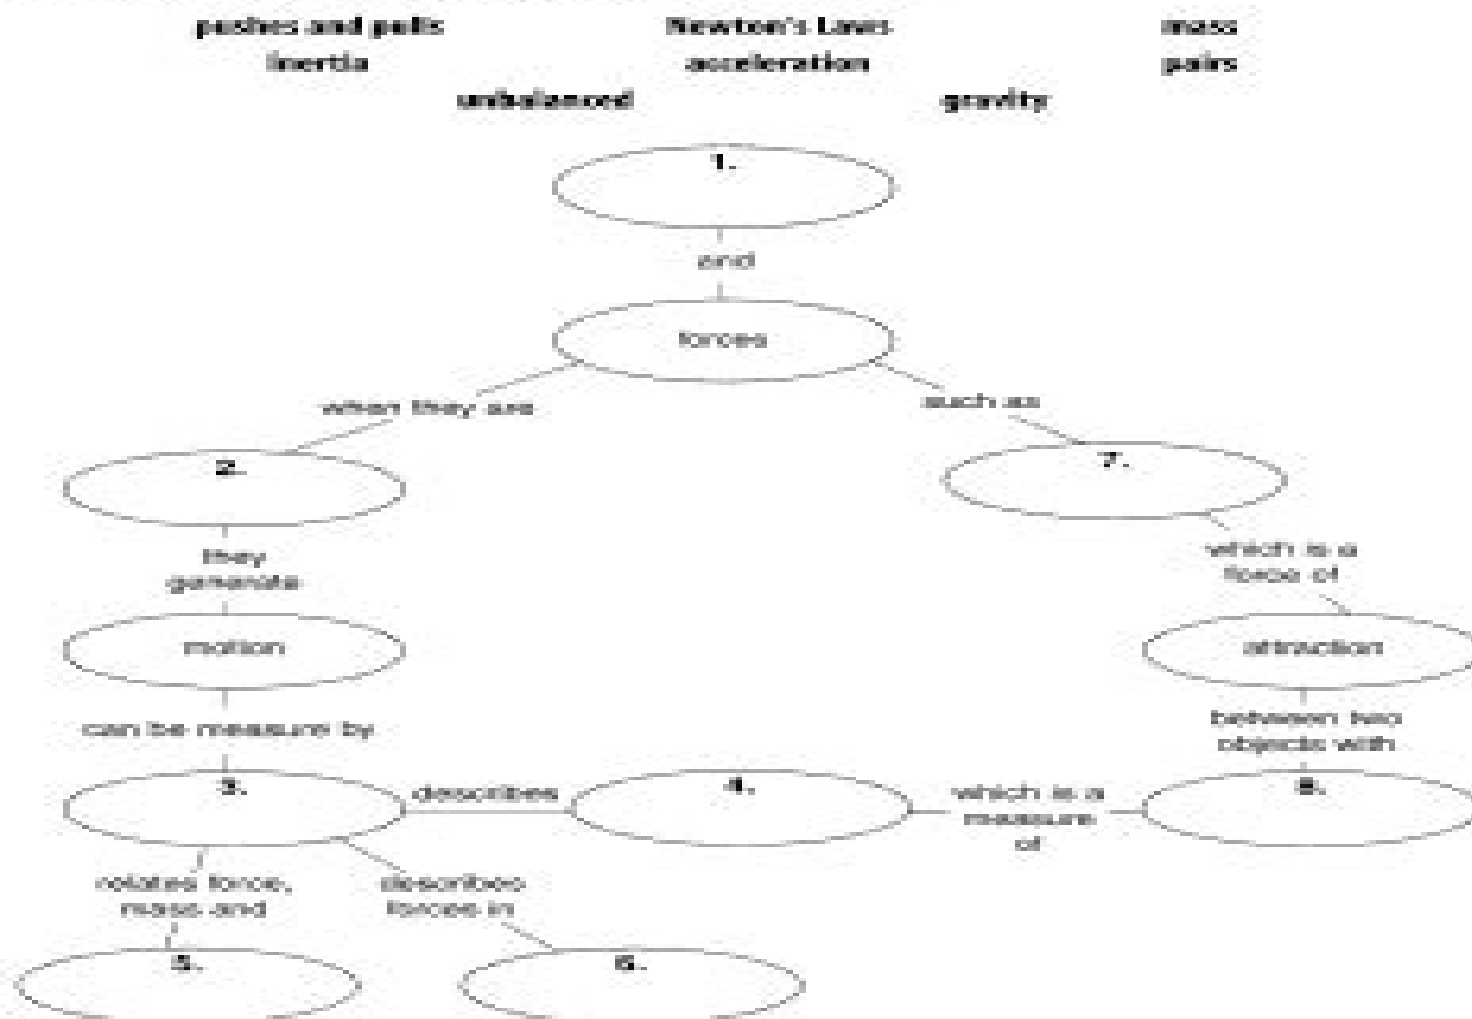 pushes and pulls Newton's Laws mass
inertia acceleration pairs
unbalanced gravity
1.
and
forces
when they are such as
2. 7.
they
generate
which is a
force of
motion attraction
can be measure by
between two
objects with
3. describes 4. which is a
measure
of
8.
relates force,
mass and
describes
forces in
5. 6.